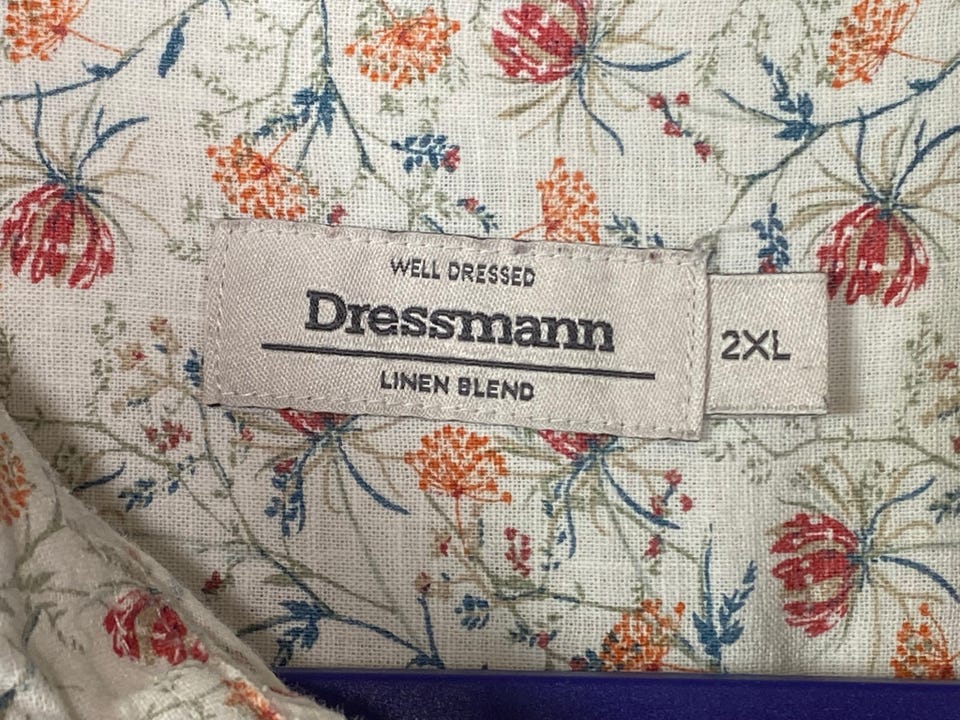 WELL DRESSED
Dressmann
LINEN BLEND
2XL